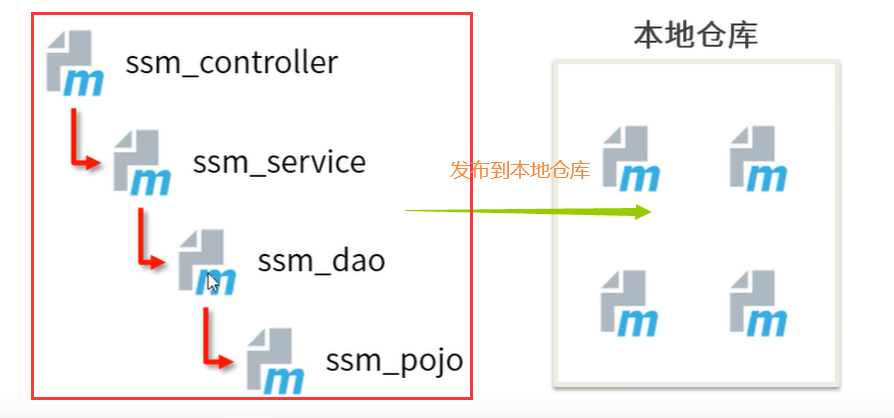 本地仓库
m ssm_controller
m ssm_service
发布到本地仓库
m m
m ssm_dao
m m
m ssm_pojo